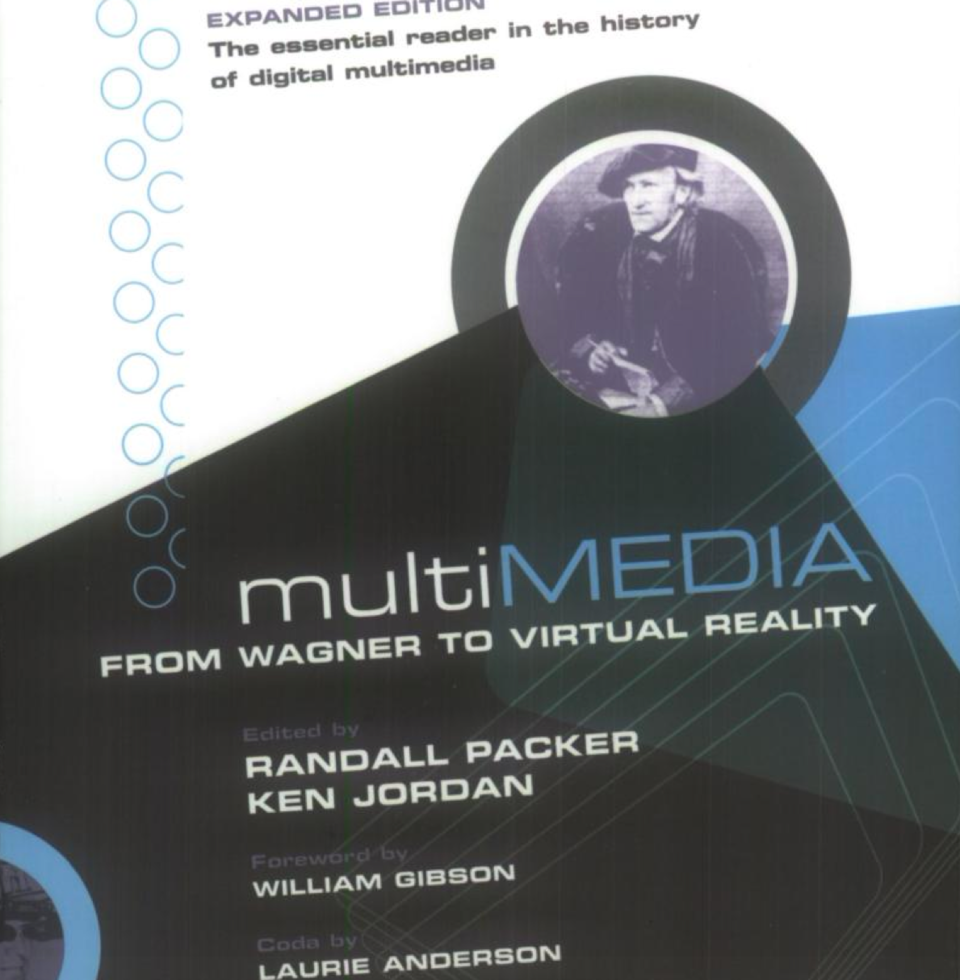 EXPANDED EDITION
The essential reader in the history
of digital multimedia
multiMEDIA
FROM WAGNER TO VIRTUAL REALITY
Edited by
RANDALL PACKER
KEN JORDAN
Foreword by
WILLIAM GIBSON
Coda by
LAURIE ANDERSON